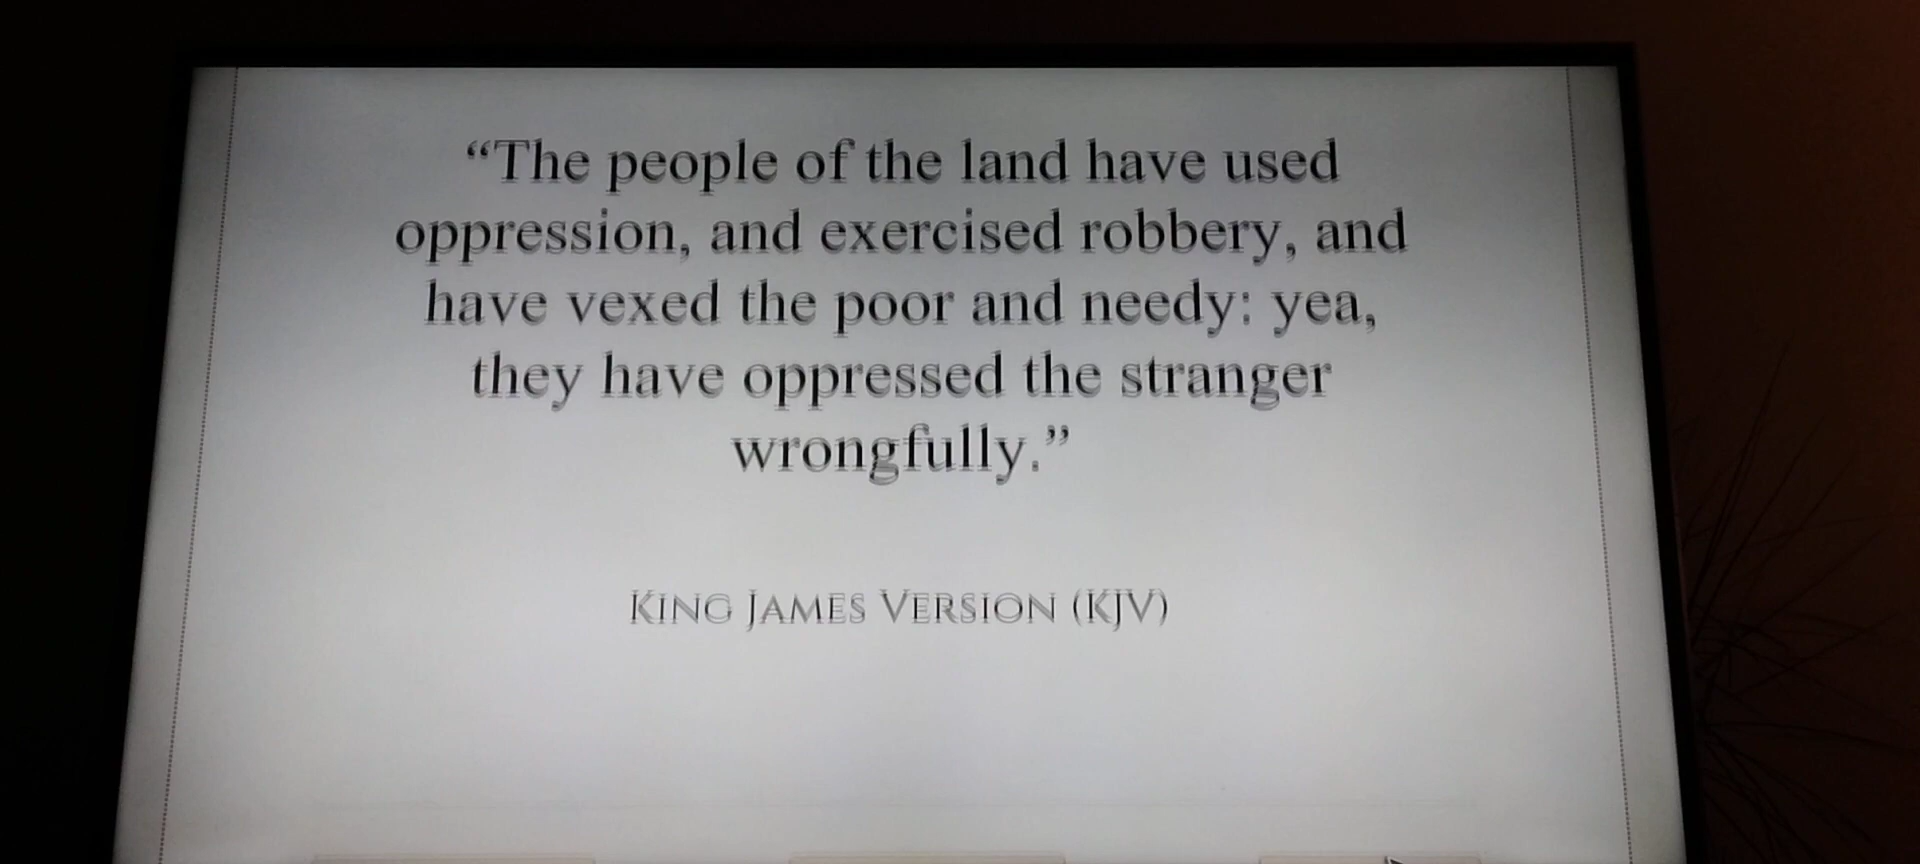 “The people of the land have used
oppression, and exercised robbery, and
have vexed the poor and needy: yea,
they have oppressed the stranger
wrongfully.”
King James Version (KJV)